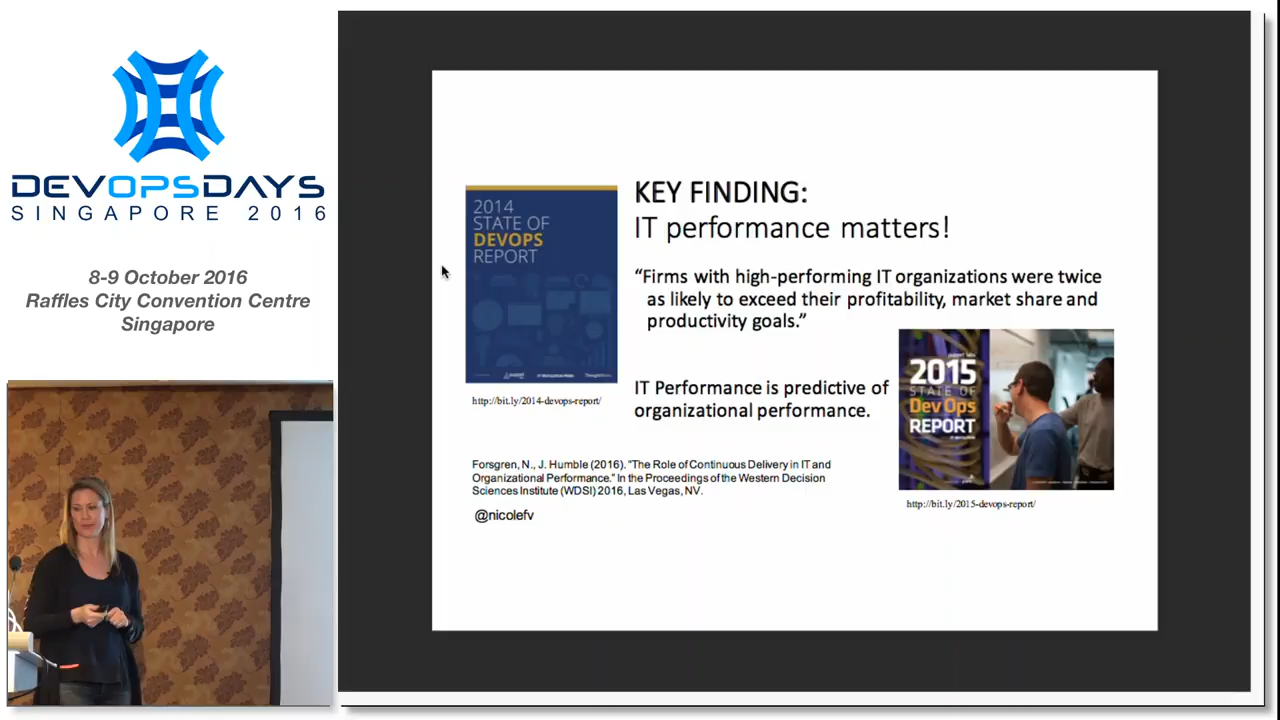 DEVOPSDAYS
SINGAPORE 2016
8-9 October 2016
Raffles City Convention Centre
Singapore
2014
STATE OF
DEVOPS
REPORT
http://bit.ly/2014-devops-report/
KEY FINDING:
IT performance matters!
“Firms with high-performing IT organizations were twice
as likely to exceed their profitability, market share and
productivity goals.”
IT Performance is predictive of
organizational performance.
2015
STATE OF
DevOps
REPORT
http://bit.ly/2015-devops-report/
Forsgren, N., J. Humble (2016). "The Role of Continuous Delivery in IT and
Organizational Performance." In the Proceedings of the Western Decision
Sciences Institute (WDSI) 2016, Las Vegas, NV.
@nicolefv